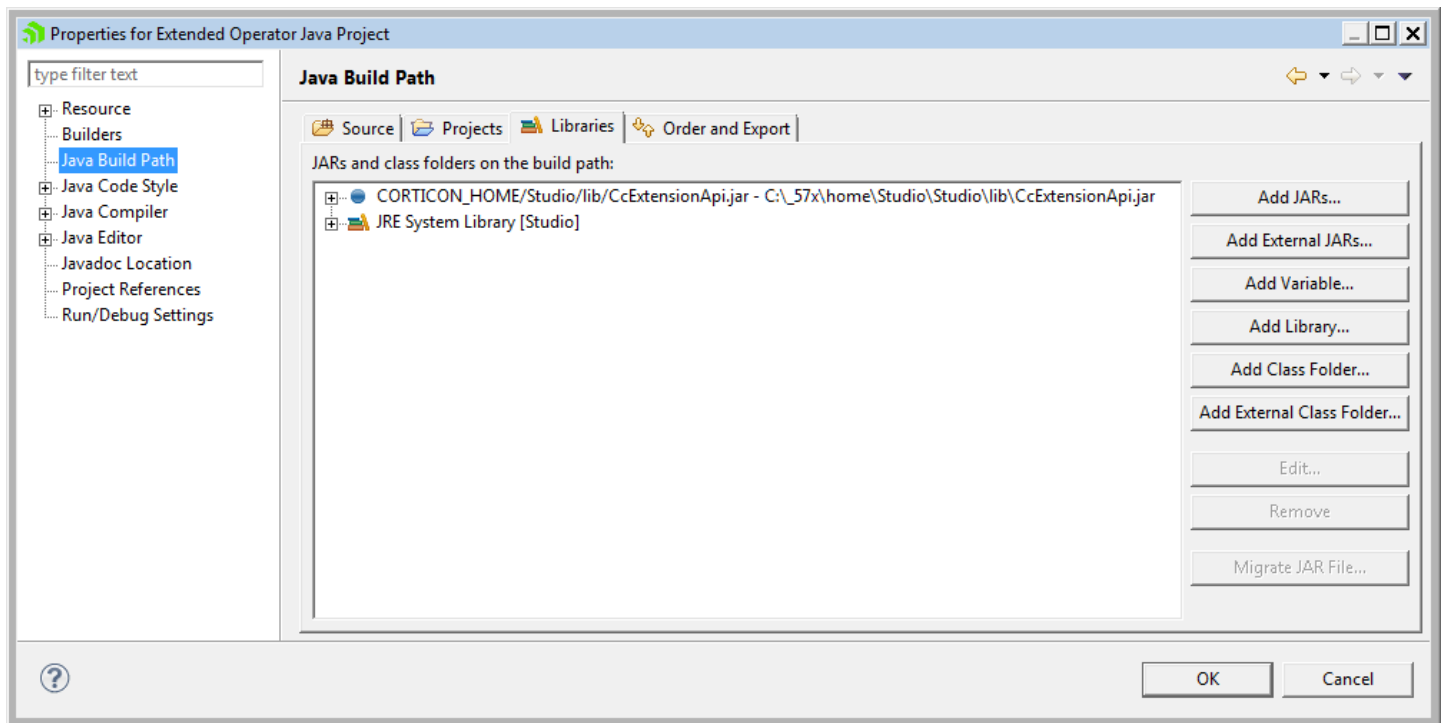 Properties for Extended Operator Java Project
type filter text
Resource
Builders
Java Build Path
Java Code Style
Java Compiler
Java Editor
Javadoc Location
Project References
Run/Debug Settings
Java Build Path
Source Projects Libraries Order and Export
JARs and class folders on the build path:
CORTICON_HOME/Studio/lib/CcExtensionApi.jar - C:\_57x\home\Studio\Studio\lib\CcExtensionApi.jar
JRE System Library [Studio]
Add JARs...
Add External JARs...
Add Variable...
Add Library...
Add Class Folder...
Add External Class Folder...
Edit...
Remove
Migrate JAR File...
OK Cancel